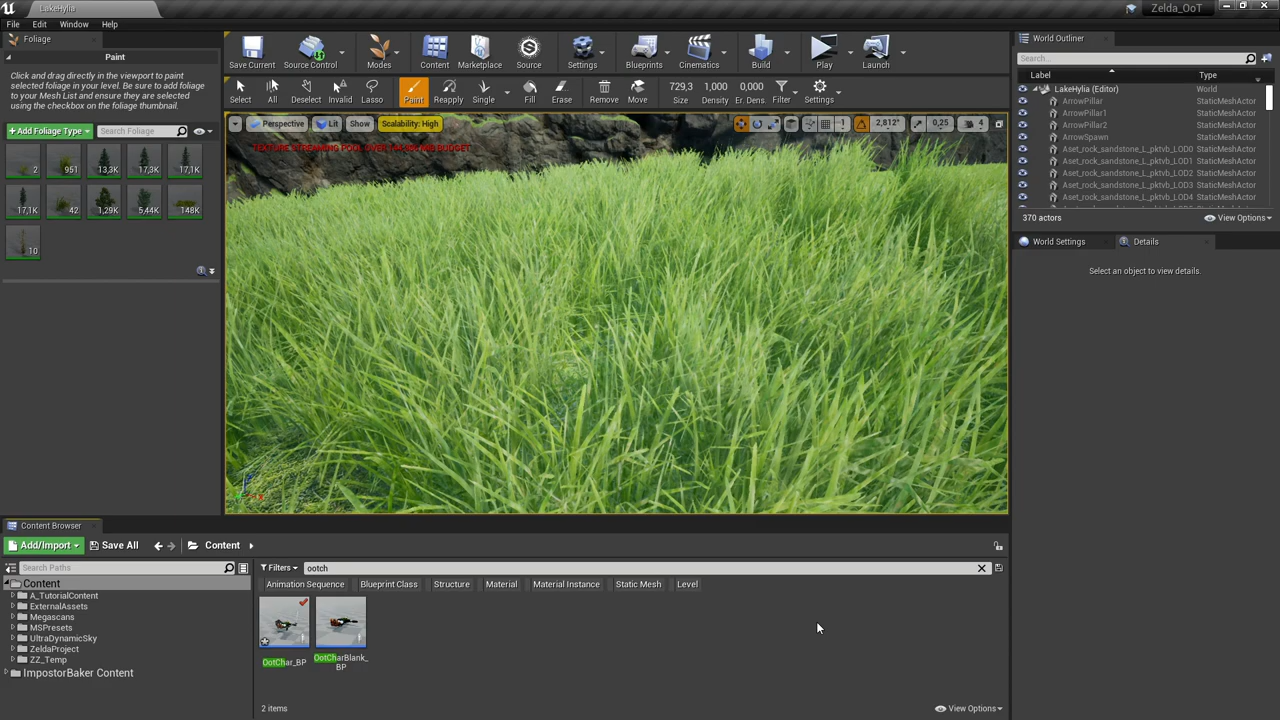 LakeHylia
Zelda_OoT
File
Edit
Window
Help
Foliage
Paint
Click and drag directly in the viewport to paint
selected foliage in your level. Be sure to add foliage
to your Mesh List and ensure they are selected
using the checkbox on the foliage thumbnail.
+Add Foliage Type
Search Foliage
2
951
13,3K
17,3K
17,1K
17,1K
42
1,29K
5,44K
148K
10
Save Current
Source Control
Modes
Content
Marketplace
Source
Settings
Blueprints
Cinematics
Build
Play
Launch
Select
All
Deselect
Invalid
Lasso
Paint
Reapply
Single
Fill
Erase
Remove
Move
729,3
Size
1,000
Density
0,000
Er. Dens.
Filter
Settings
Perspective
Lit
Show
Scalability: High
2,812°
0,25
4
World Outliner
Search...
Label
Type
LakeHylia (Editor)
World
ArrowPillar
StaticMeshActor
ArrowPillar1
StaticMeshActor
ArrowPillar2
StaticMeshActor
ArrowSpawn
StaticMeshActor
Aset_rock_sandstone_L_pktvb_LOD0
StaticMeshActor
Aset_rock_sandstone_L_pktvb_LOD1
StaticMeshActor
Aset_rock_sandstone_L_pktvb_LOD2
StaticMeshActor
Aset_rock_sandstone_L_pktvb_LOD3
StaticMeshActor
Aset_rock_sandstone_L_pktvb_LOD4
StaticMeshActor
370 actors
View Options
World Settings
Details
Select an object to view details.
Content Browser
Add/Import
Save All
Content
Search Paths
Filters
ootch
Animation Sequence
Blueprint Class
Structure
Material
Material Instance
Static Mesh
Level
Content
A_TutorialContent
ExternalAssets
Megascans
MSPresets
UltraDynamicSky
ZeldaProject
ZZ_Temp
ImpostorBaker Content
OotChar_BP
OotCharBlank_
BP
2 items
View Options